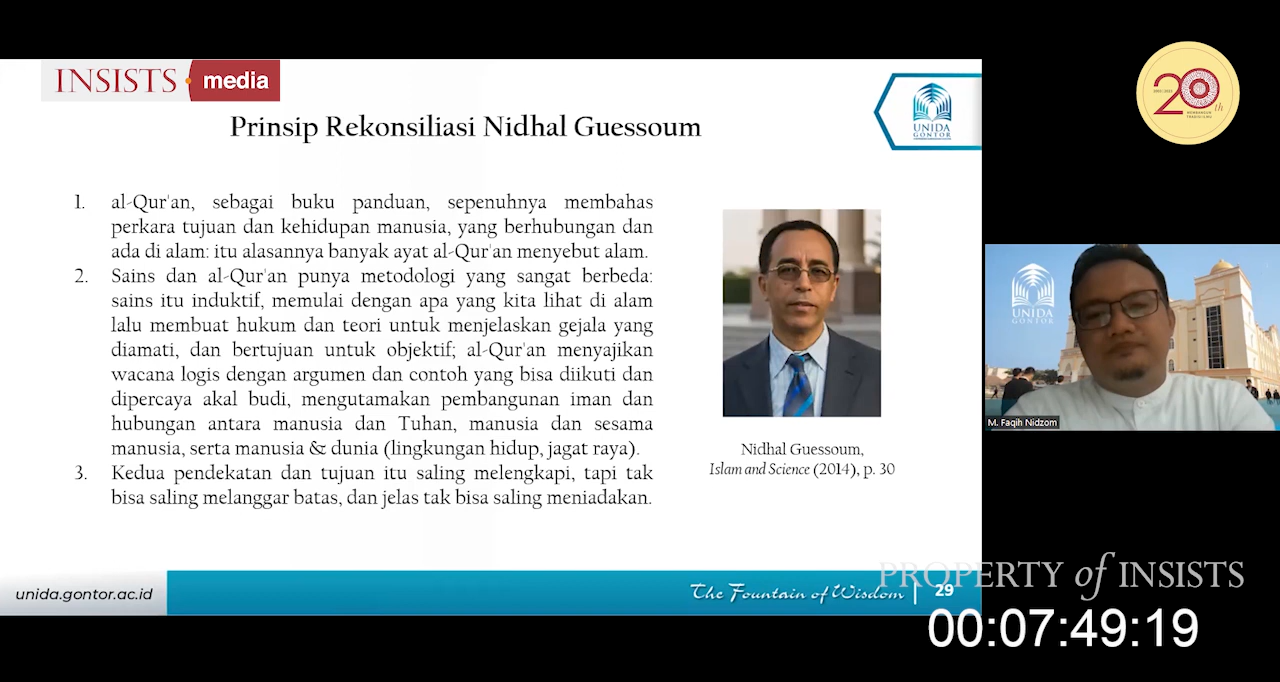 INSISTS media
20th
UNIDA
GONTOR
Prinsip Rekonsiliasi Nidhal Guessoum
1. al-Qur'an, sebagai buku panduan, sepenuhnya membahas
perkara tujuan dan kehidupan manusia, yang berhubungan dan
ada di alam: itu alasannya banyak ayat al-Qur'an menyebut alam.
2. Sains dan al-Qur'an punya metodologi yang sangat berbeda:
sains itu induktif, memulai dengan apa yang kita lihat di alam
lalu membuat hukum dan teori untuk menjelaskan gejala yang
diamati, dan bertujuan untuk objektif; al-Qur'an menyajikan
wacana logis dengan argumen dan contoh yang bisa diikuti dan
dipercaya akal budi, mengutamakan pembangunan iman dan
hubungan antara manusia dan Tuhan, manusia dan sesama
manusia, serta manusia & dunia (lingkungan hidup, jagat raya).
3. Kedua pendekatan dan tujuan itu saling melengkapi, tapi tak
bisa saling melanggar batas, dan jelas tak bisa saling meniadakan.
Nidhal Guessoum,
Islam and Science (2014), p. 30
UNIDA
GONTOR
M. Faqih Nidzom
unida.gontor.ac.id
The Fountain of Wisdom | 29
PROPERTY of INSISTS
00:07:49:19